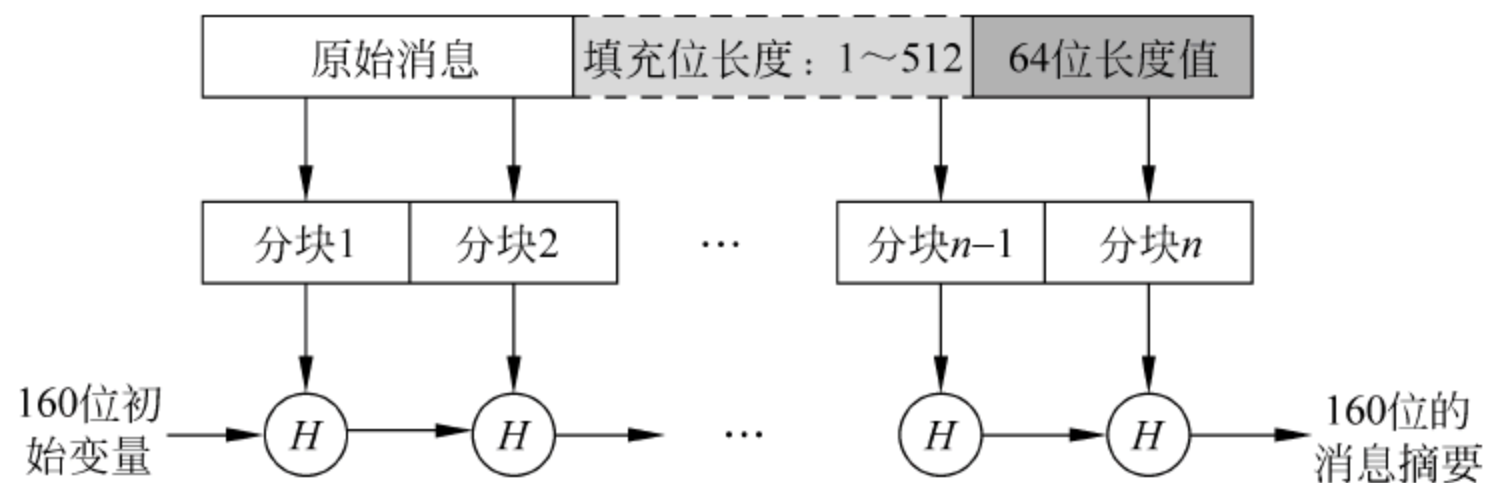 原始消息 填充位长度：1～512 64位长度值
分块1 分块2 … 分块n–1 分块n
160位初
始变量
H H … H H
160位的
消息摘要